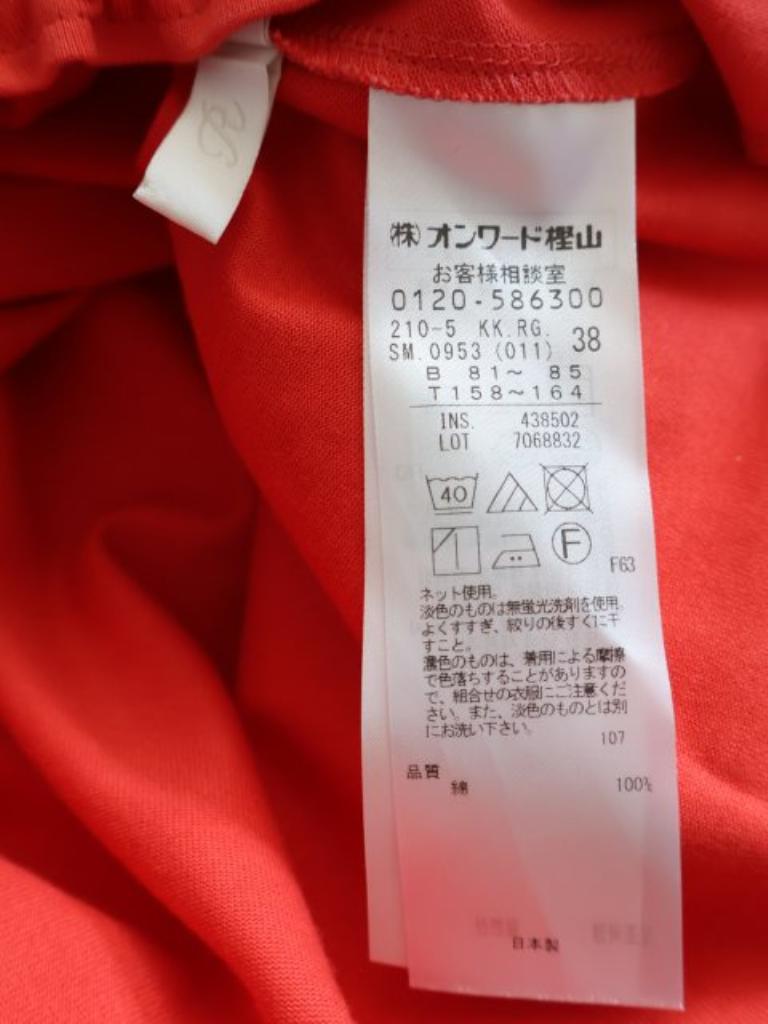 R
(株)オンワード樫山
お客様相談室
0120-586300
210-5 KK.RG. 38
SM.0953 (011)
B 81～ 85
T158～164
INS. 438502
LOT 7068832
40
F
F63
ネット使用。
淡色のものは無蛍光洗剤を使用。
よくすすぎ、絞りの後すぐに干
すこと。
濃色のものは、着用による摩擦
で色落ちすることがありますの
で、組合せの衣服にご注意くだ
さい。また、淡色のものとは別
にお洗い下さい。
107
品質
綿 100%
日本製